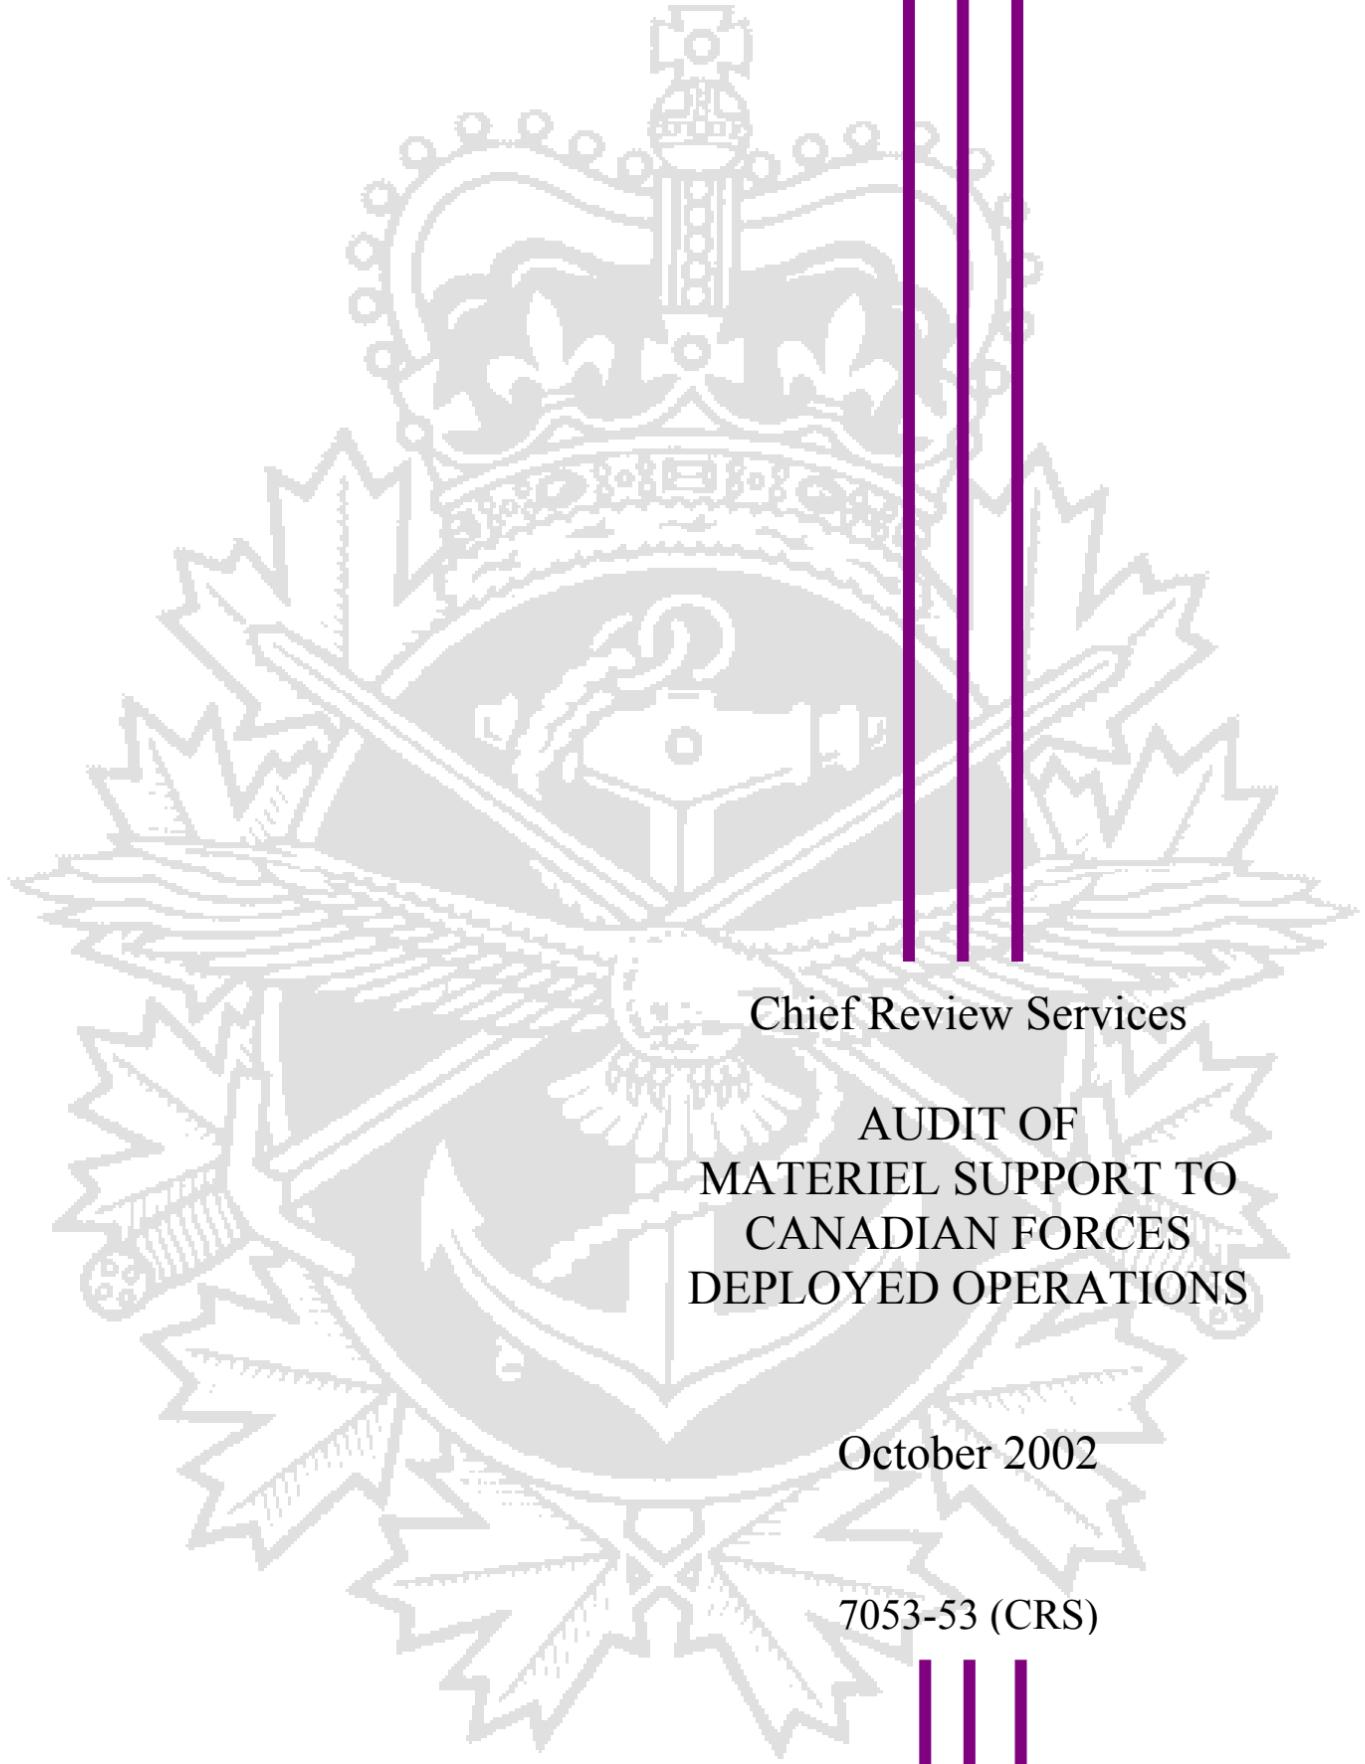 Chief Review Services
AUDIT OF
MATERIEL SUPPORT TO
CANADIAN FORCES
DEPLOYED OPERATIONS
October 2002
7053-53 (CRS)